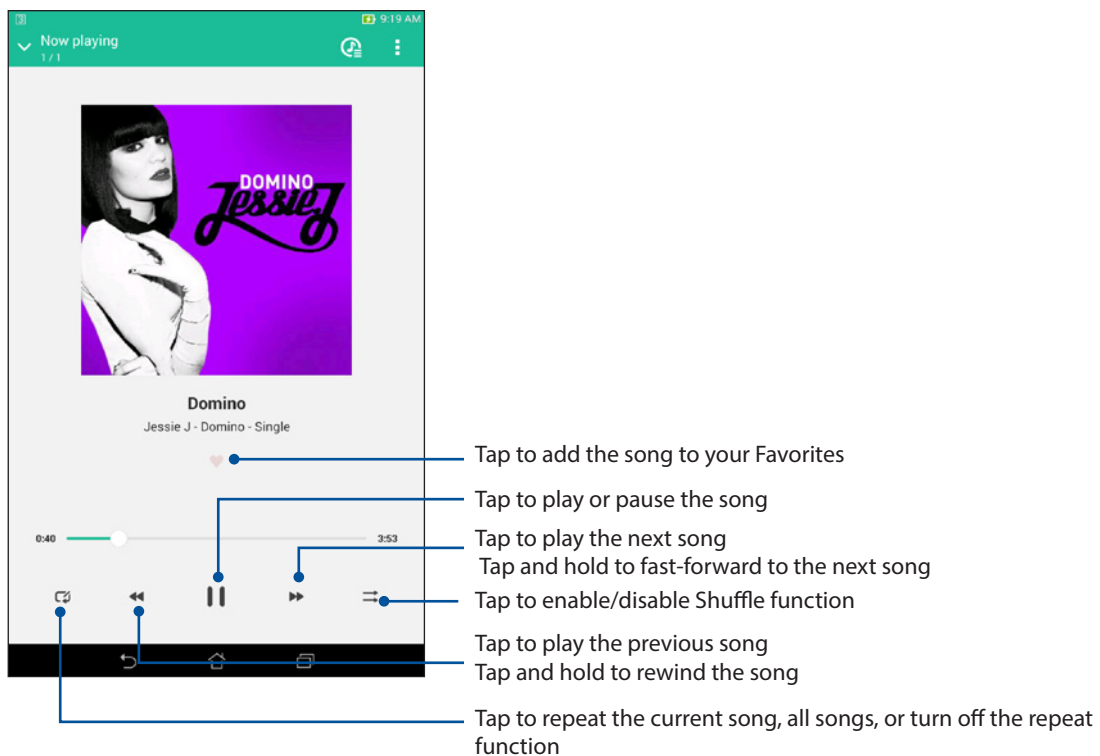 3
9:19 AM
Now playing
1 / 1
DOMINO
Jessie J
Domino
Jessie J - Domino - Single
Tap to add the song to your Favorites
Tap to play or pause the song
0:40
3:53
Tap to play the next song
Tap and hold to fast-forward to the next song
Tap to enable/disable Shuffle function
Tap to play the previous song
Tap and hold to rewind the song
Tap to repeat the current song, all songs, or turn off the repeat
function